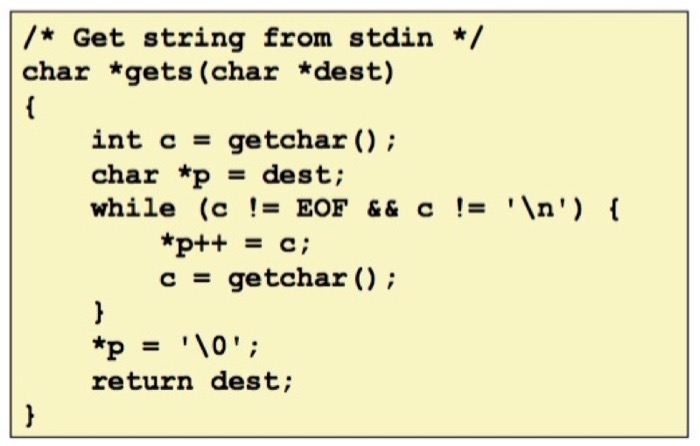 /* Get string from stdin */
char *gets(char *dest)
{
    int c = getchar();
    char *p = dest;
    while (c != EOF && c != '\n') {
        *p++ = c;
        c = getchar();
    }
    *p = '\0';
    return dest;
}